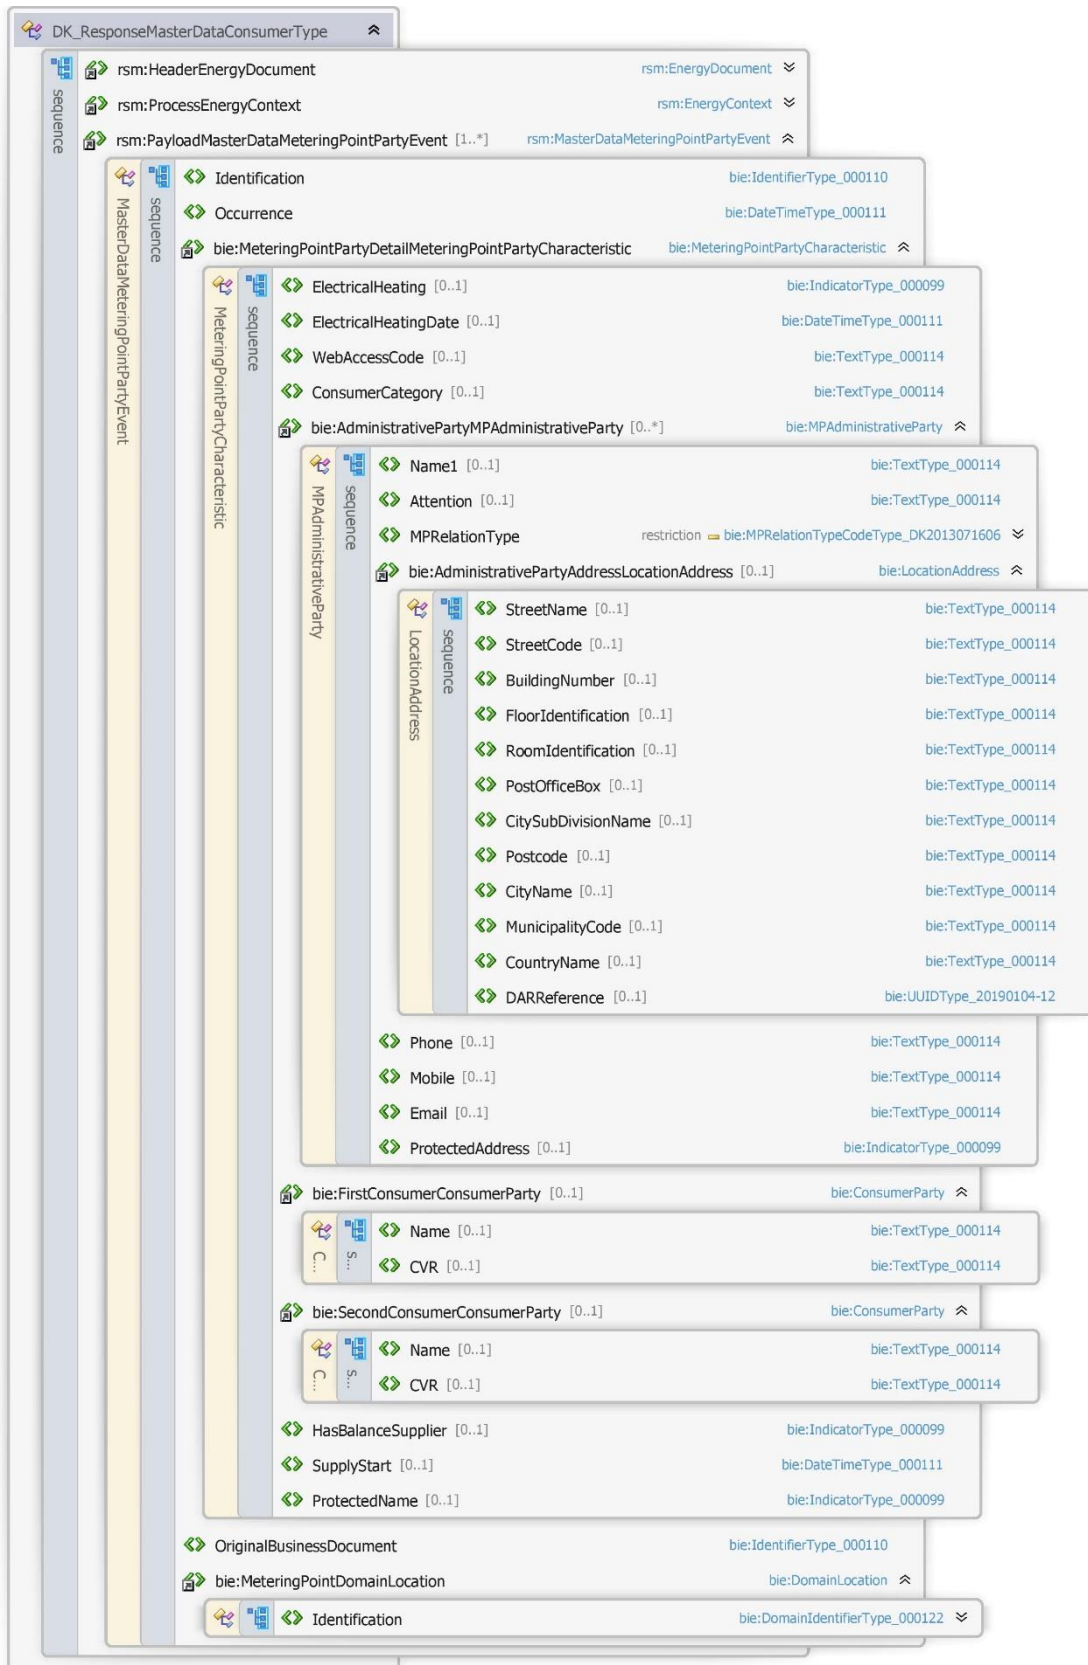 DK_ResponseMasterDataConsumerType
sequence
rsm:HeaderEnergyDocument rsm:EnergyDocument
rsm:ProcessEnergyContext rsm:EnergyContext
rsm:PayloadMasterDataMeteringPointPartyEvent [1..*] rsm:MasterDataMeteringPointPartyEvent
MasterDataMeteringPointPartyEvent
sequence
Identification bie:IdentifierType_000110
Occurrence bie:DateTimeType_000111
bie:MeteringPointPartyDetailMeteringPointPartyCharacteristic bie:MeteringPointPartyCharacteristic
MeteringPointPartyCharacteristic
sequence
ElectricalHeating [0..1] bie:IndicatorType_000099
ElectricalHeatingDate [0..1] bie:DateTimeType_000111
WebAccessCode [0..1] bie:TextType_000114
ConsumerCategory [0..1] bie:TextType_000114
bie:AdministrativePartyMPAdministrativeParty [0..*] bie:MPAdministrativeParty
MPAdministrativeParty
sequence
Name1 [0..1] bie:TextType_000114
Attention [0..1] bie:TextType_000114
MPRelationType restriction bie:MPRelationTypeCodeType_DK2013071606
bie:AdministrativePartyAddressLocationAddress [0..1] bie:LocationAddress
LocationAddress
sequence
StreetName [0..1] bie:TextType_000114
StreetCode [0..1] bie:TextType_000114
BuildingNumber [0..1] bie:TextType_000114
FloorIdentification [0..1] bie:TextType_000114
RoomIdentification [0..1] bie:TextType_000114
PostOfficeBox [0..1] bie:TextType_000114
CitySubDivisionName [0..1] bie:TextType_000114
Postcode [0..1] bie:TextType_000114
CityName [0..1] bie:TextType_000114
MunicipalityCode [0..1] bie:TextType_000114
CountryName [0..1] bie:TextType_000114
DARReference [0..1] bie:UUIDType_20190104-12
Phone [0..1] bie:TextType_000114
Mobile [0..1] bie:TextType_000114
Email [0..1] bie:TextType_000114
ProtectedAddress [0..1] bie:IndicatorType_000099
bie:FirstConsumerConsumerParty [0..1] bie:ConsumerParty
C...
s...
Name [0..1] bie:TextType_000114
CVR [0..1] bie:TextType_000114
bie:SecondConsumerConsumerParty [0..1] bie:ConsumerParty
C...
s...
Name [0..1] bie:TextType_000114
CVR [0..1] bie:TextType_000114
HasBalanceSupplier [0..1] bie:IndicatorType_000099
SupplyStart [0..1] bie:DateTimeType_000111
ProtectedName [0..1] bie:IndicatorType_000099
OriginalBusinessDocument bie:IdentifierType_000110
bie:MeteringPointDomainLocation bie:DomainLocation
Identification bie:DomainIdentifierType_000122